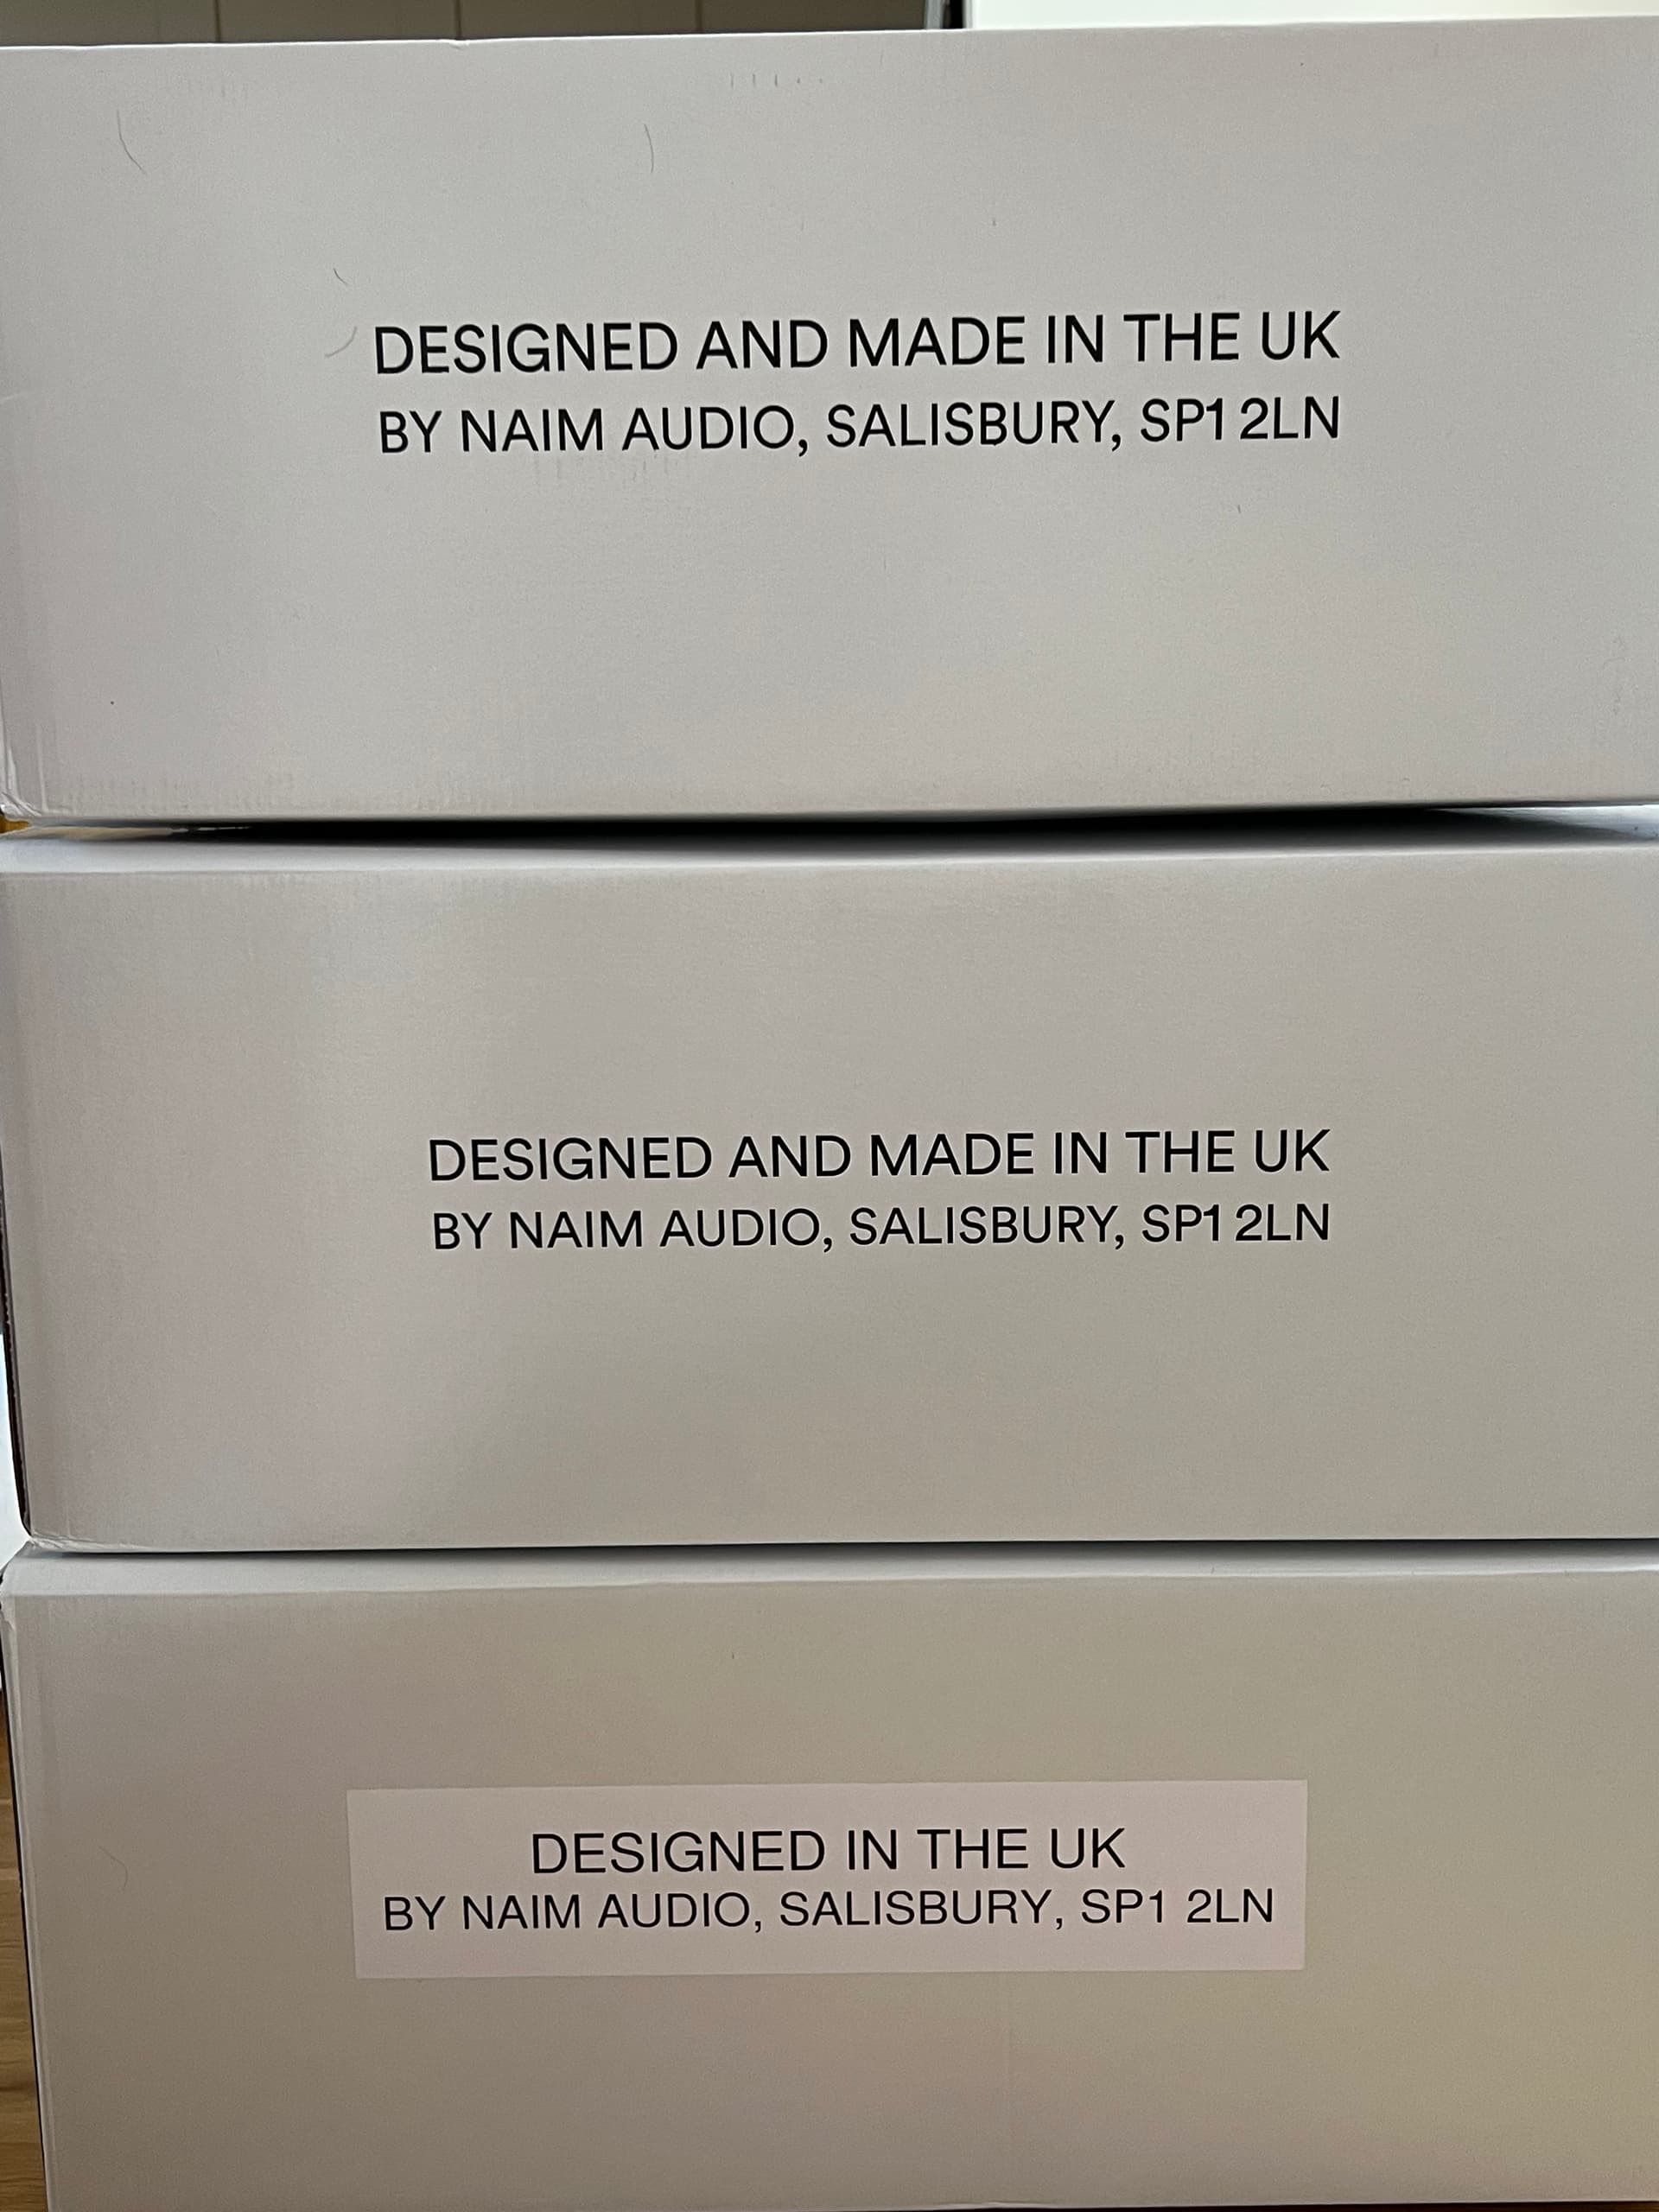 DESIGNED AND MADE IN THE UK
BY NAIM AUDIO, SALISBURY, SP1 2LN
DESIGNED AND MADE IN THE UK
BY NAIM AUDIO, SALISBURY, SP1 2LN
DESIGNED IN THE UK
BY NAIM AUDIO, SALISBURY, SP1 2LN